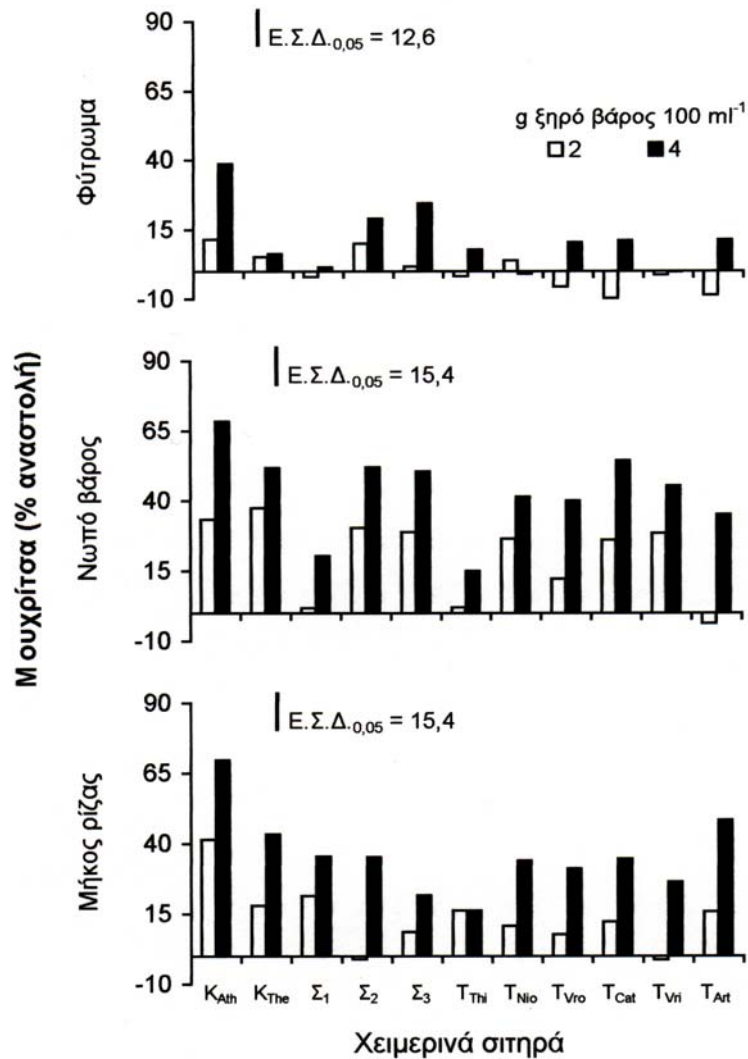 Μουχρίτσα (% αναστολή)
Φύτρωμα
90
65
40
15
-10
Ε.Σ.Δ.0,05 = 12,6
g ξηρό βάρος 100 ml-1
2 4
Νωπό βάρος
90
65
40
15
-10
Ε.Σ.Δ.0,05 = 15,4
Μήκος ρίζας
90
65
40
15
-10
Ε.Σ.Δ.0,05 = 15,4
KAth KThe Σ1 Σ2 Σ3 TThi TNio TVro TCat TVri TArt
Χειμερινά σιτηρά